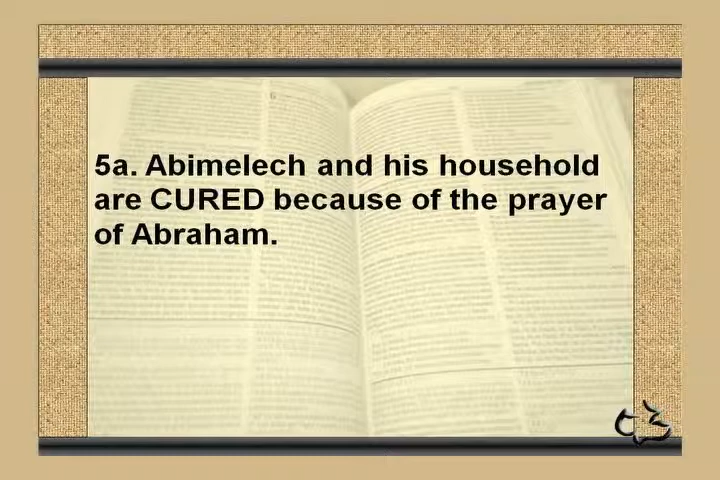 5a. Abimelech and his household
are CURED because of the prayer
of Abraham.